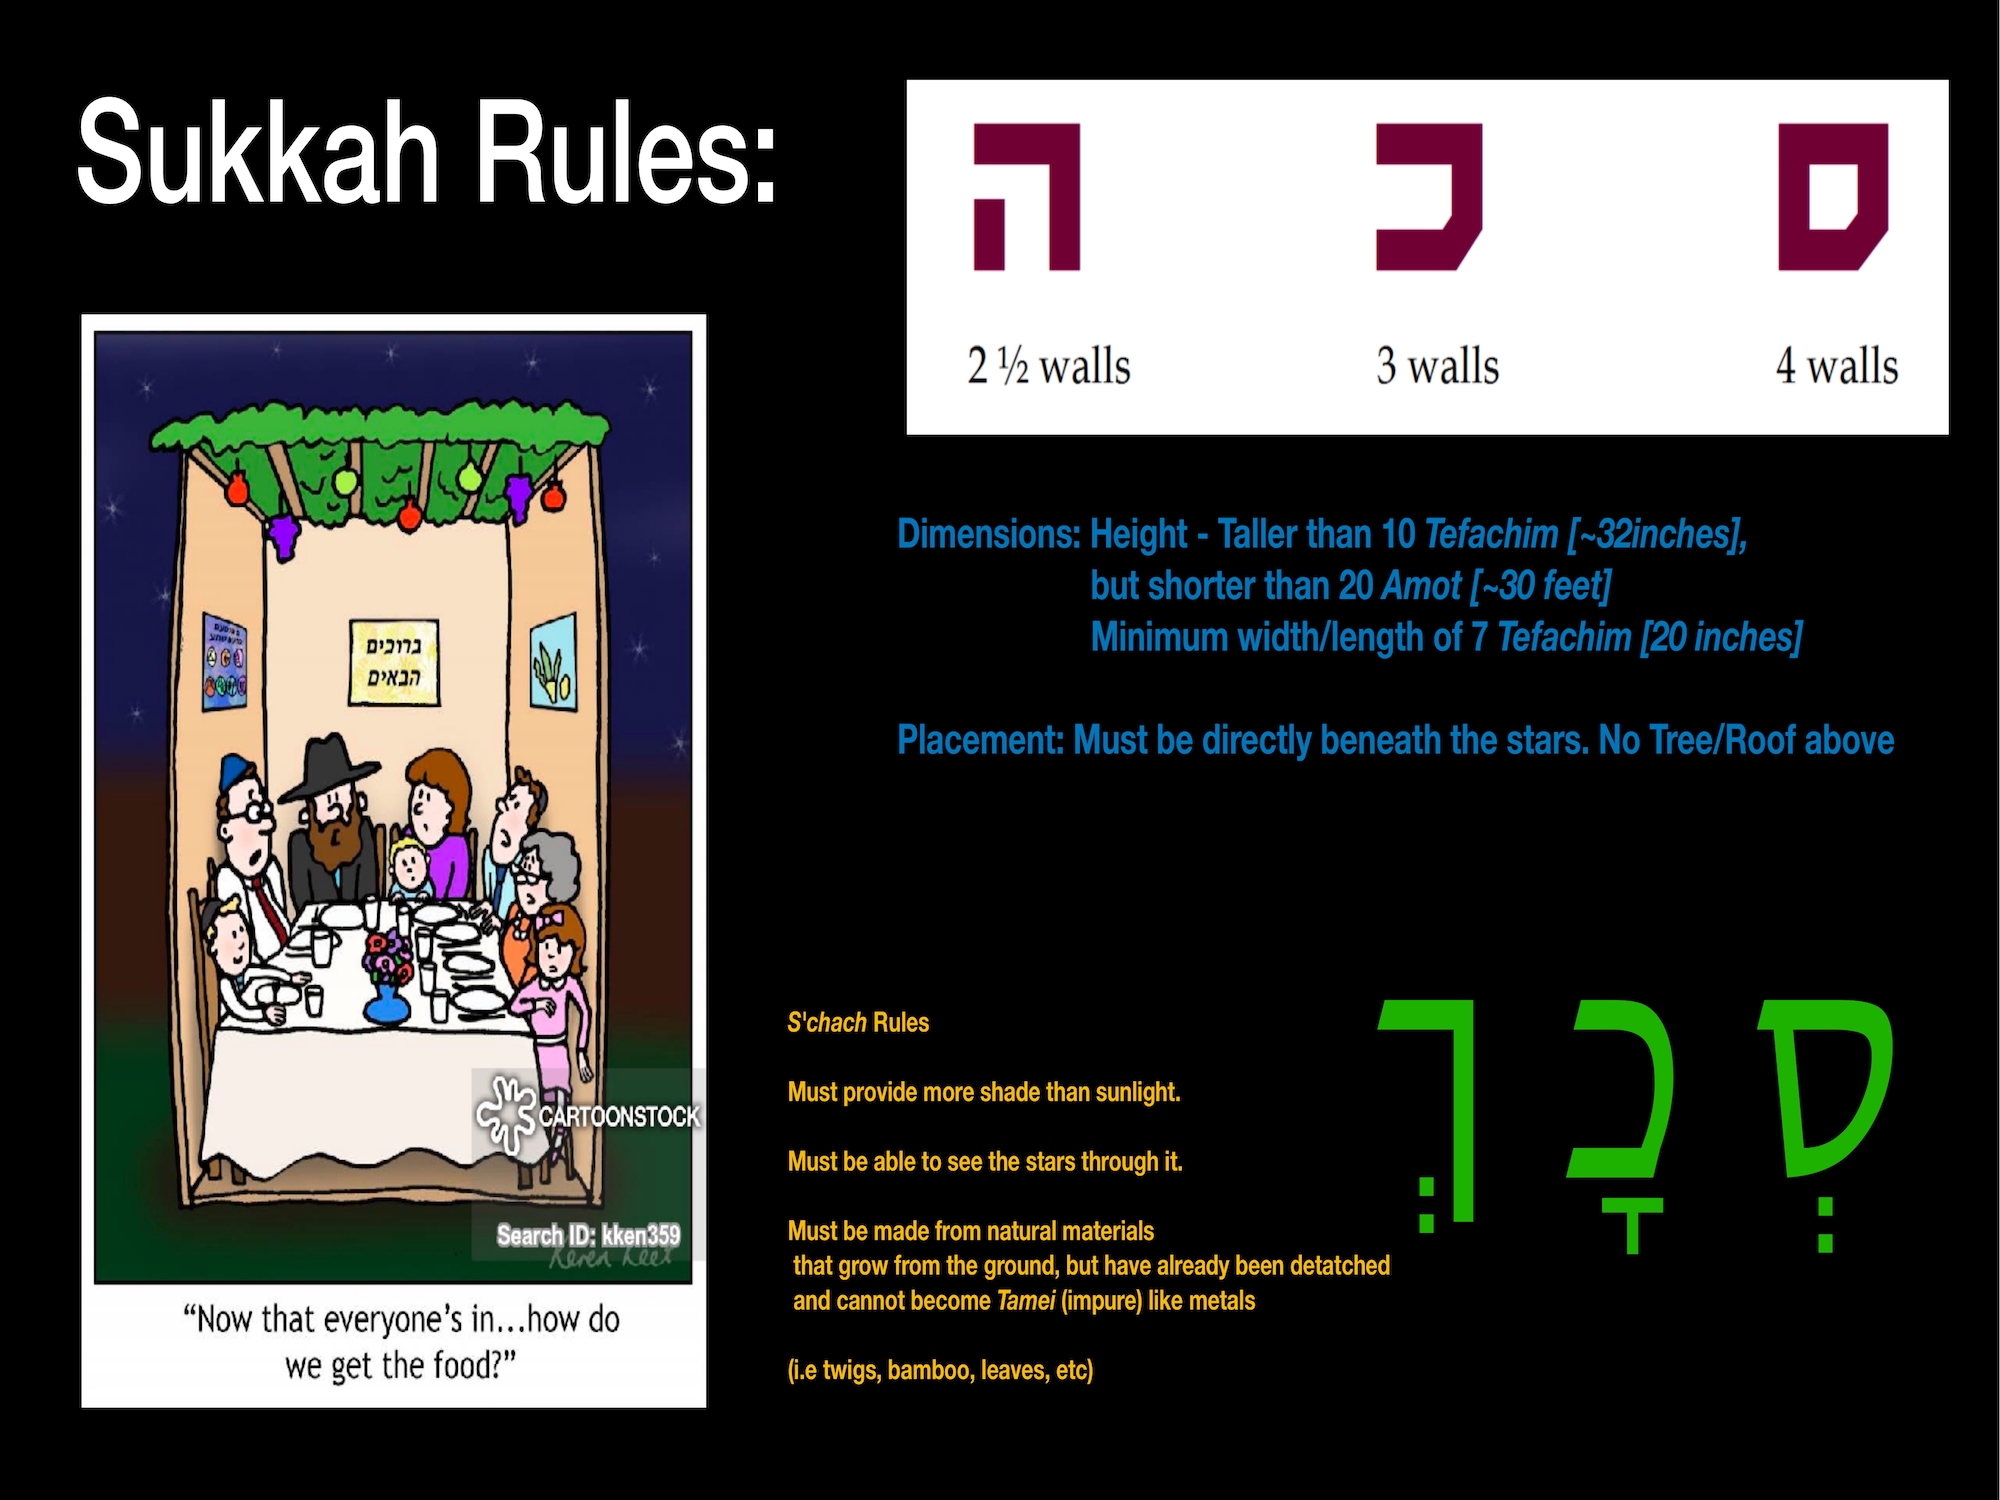 Sukkah Rules:
ה כ ס
2 ½ walls 3 walls 4 walls
ברוכים
הבאים
CARTOONSTOCK
Search ID: kken359
“Now that everyone’s in...how do
we get the food?”
Dimensions: Height - Taller than 10 Tefachim [~32inches],
but shorter than 20 Amot [~30 feet]
Minimum width/length of 7 Tefachim [20 inches]
Placement: Must be directly beneath the stars. No Tree/Roof above
S'chach Rules
Must provide more shade than sunlight.
Must be able to see the stars through it.
Must be made from natural materials
that grow from the ground, but have already been detatched
and cannot become Tamei (impure) like metals
(i.e twigs, bamboo, leaves, etc)
סְכָךְ